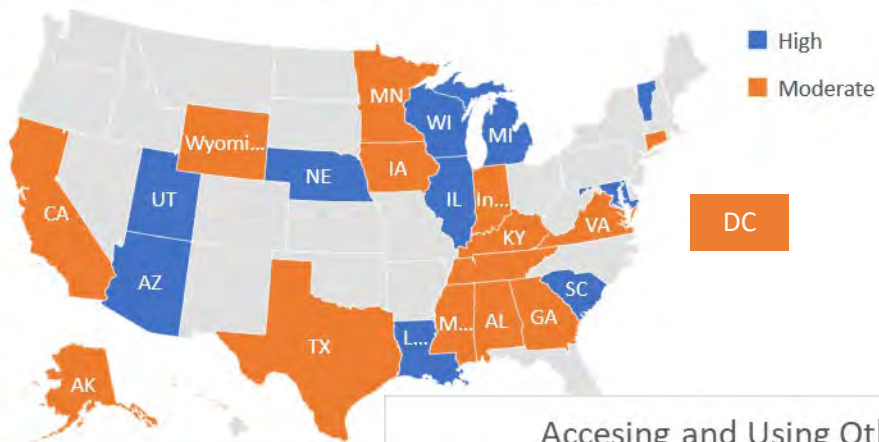 High
Moderate
MN
WI
MI
Wyomi...
IA
NE
UT
IL
In...
CA
KY
VA
DC
AZ
SC
M...
AL
GA
L...
TX
AK
Accesing and Using Ot